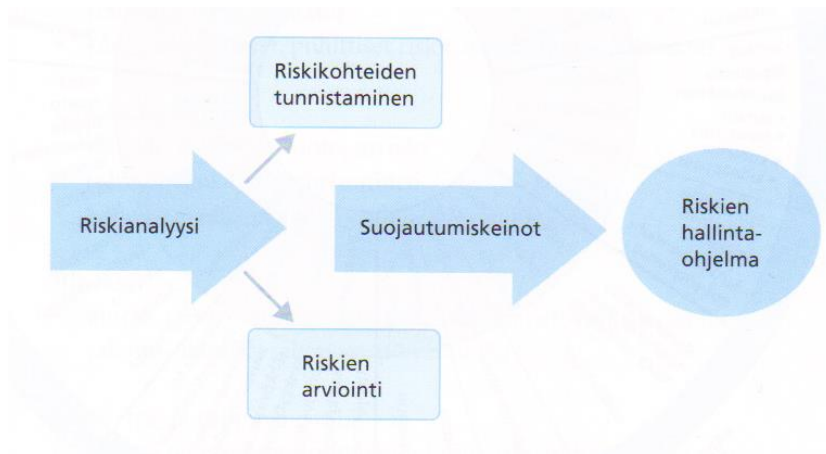 Riskikohteiden
tunnistaminen
Riskianalyysi
Suojautumiskeinot
Riskien
hallinta-
ohjelma
Riskien
arviointi